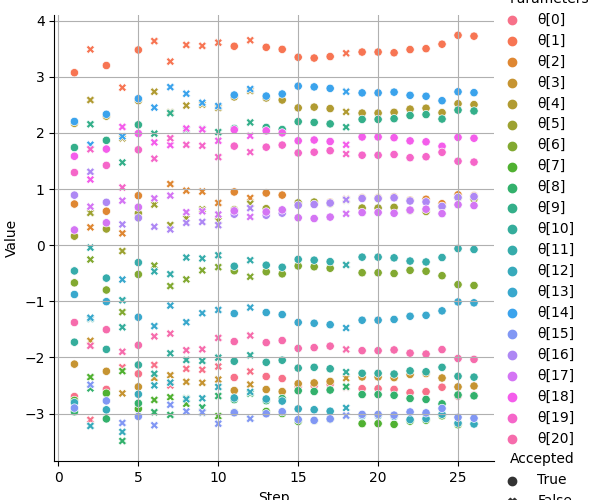 Parameters
θ[0]
θ[1]
θ[2]
θ[3]
θ[4]
θ[5]
θ[6]
θ[7]
θ[8]
θ[9]
θ[10]
θ[11]
θ[12]
θ[13]
θ[14]
θ[15]
θ[16]
θ[17]
θ[18]
θ[19]
θ[20]
Accepted
True
False
4
3
2
1
0
−1
−2
−3
Value
0
5
10
15
20
25
Step